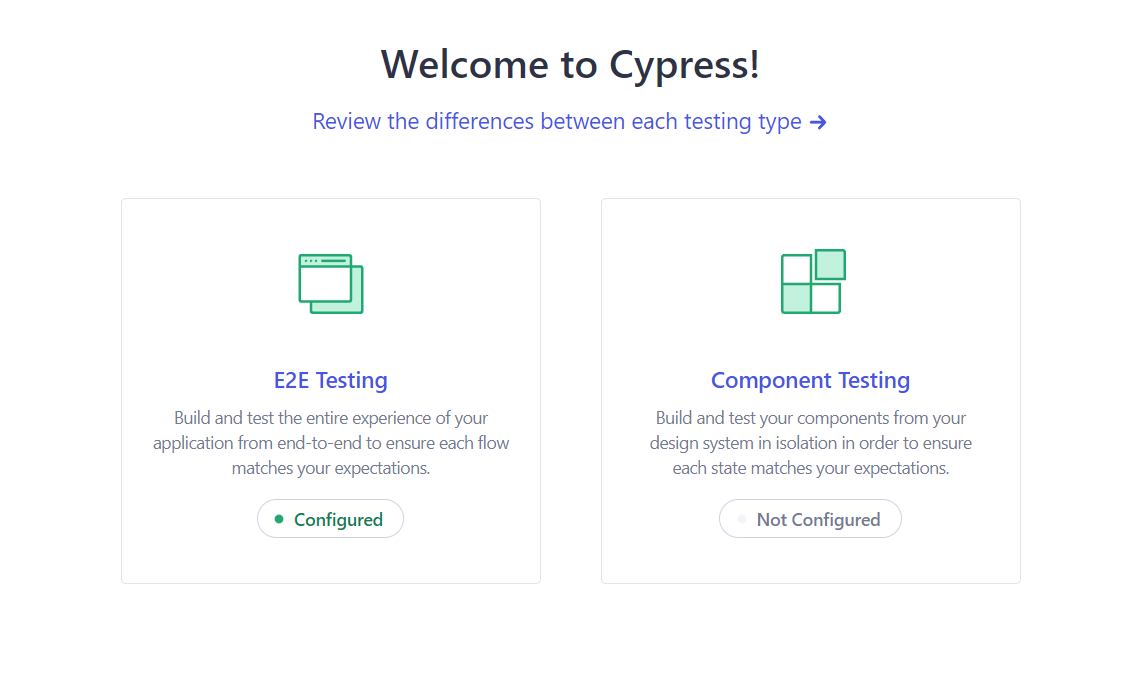 Welcome to Cypress!
Review the differences between each testing type →
E2E Testing
Build and test the entire experience of your
application from end-to-end to ensure each flow
matches your expectations.
Configured
Component Testing
Build and test your components from your
design system in isolation in order to ensure
each state matches your expectations.
Not Configured